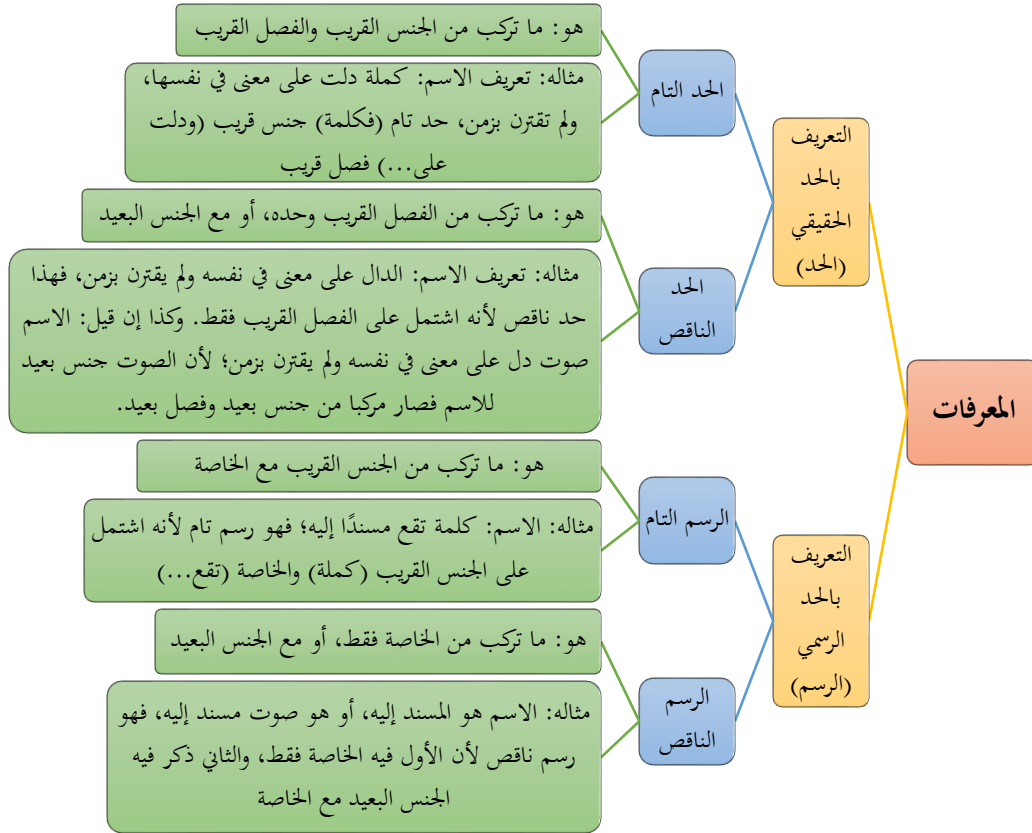 المعرفات
التعريف
بالحد
الحقيقي
(الحد)
الحد التام
هو: ما تركب من الجنس القريب والفصل القريب
مثاله: تعريف الاسم: كملة دلت على معنى في نفسها،
ولم تقترن بزمن، حد تام (فكلمة) جنس قريب (ودلت
على...) فصل قريب
الحد
الناقص
هو: ما تركب من الفصل القريب وحده، أو مع الجنس البعيد
مثاله: تعريف الاسم: الدال على معنى في نفسه ولم يقترن بزمن، فهذا
حد ناقص لأنه اشتمل على الفصل القريب فقط. وكذا إن قيل: الاسم
صوت دل على معنى في نفسه ولم يقترن بزمن؛ لأن الصوت جنس بعيد
للاسم فصار مركبا من جنس بعيد وفصل بعيد.
التعريف
بالحد
الرسمي
(الرسم)
الرسم التام
هو: ما تركب من الجنس القريب مع الخاصة
مثاله: الاسم: كلمة تقع مسندًا إليه؛ فهو رسم تام لأنه اشتمل
على الجنس القريب (كملة) والخاصة (تقع...)
الرسم
الناقص
هو: ما تركب من الخاصة فقط، أو مع الجنس البعيد
مثاله: الاسم هو المسند إليه، أو هو صوت مسند إليه، فهو
رسم ناقص لأن الأول فيه الخاصة فقط، والثاني ذكر فيه
الجنس البعيد مع الخاصة